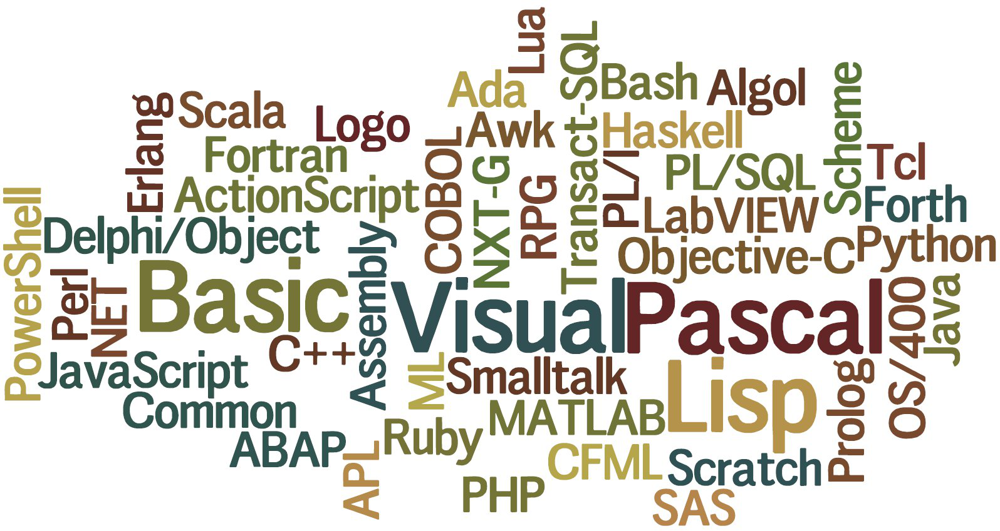 Lua
Transact-SQL
Ada
Bash
Algol
Scheme
Erlang
Scala
Logo
COBOL
Awk
Haskell
Fortran
NXT-G
RPG
PL/I
PL/SQL
Tcl
ActionScript
LabVIEW
Forth
PowerShell
Delphi/Object
Assembly
Objective-C
Python
Perl
NET
Basic
Visual
Pascal
OS/400
Java
C++
JavaScript
ML
Smalltalk
Lisp
Prolog
Common
MATLAB
Ruby
ABAP
APL
CFML
Scratch
PHP
SAS